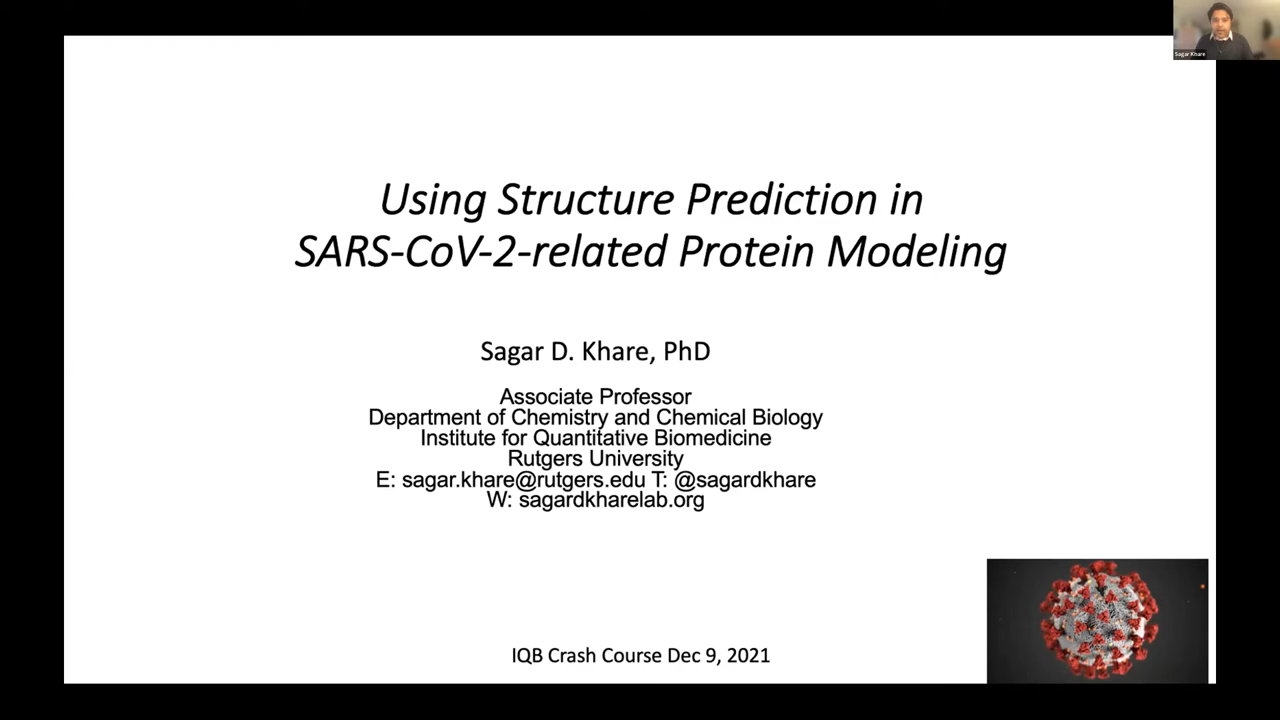 Sagar Khare
Using Structure Prediction in
SARS-CoV-2-related Protein Modeling
Sagar D. Khare, PhD
Associate Professor
Department of Chemistry and Chemical Biology
Institute for Quantitative Biomedicine
Rutgers University
E: sagar.khare@rutgers.edu T: @sagardkhare
W: sagardkharelab.org
IQB Crash Course Dec 9, 2021